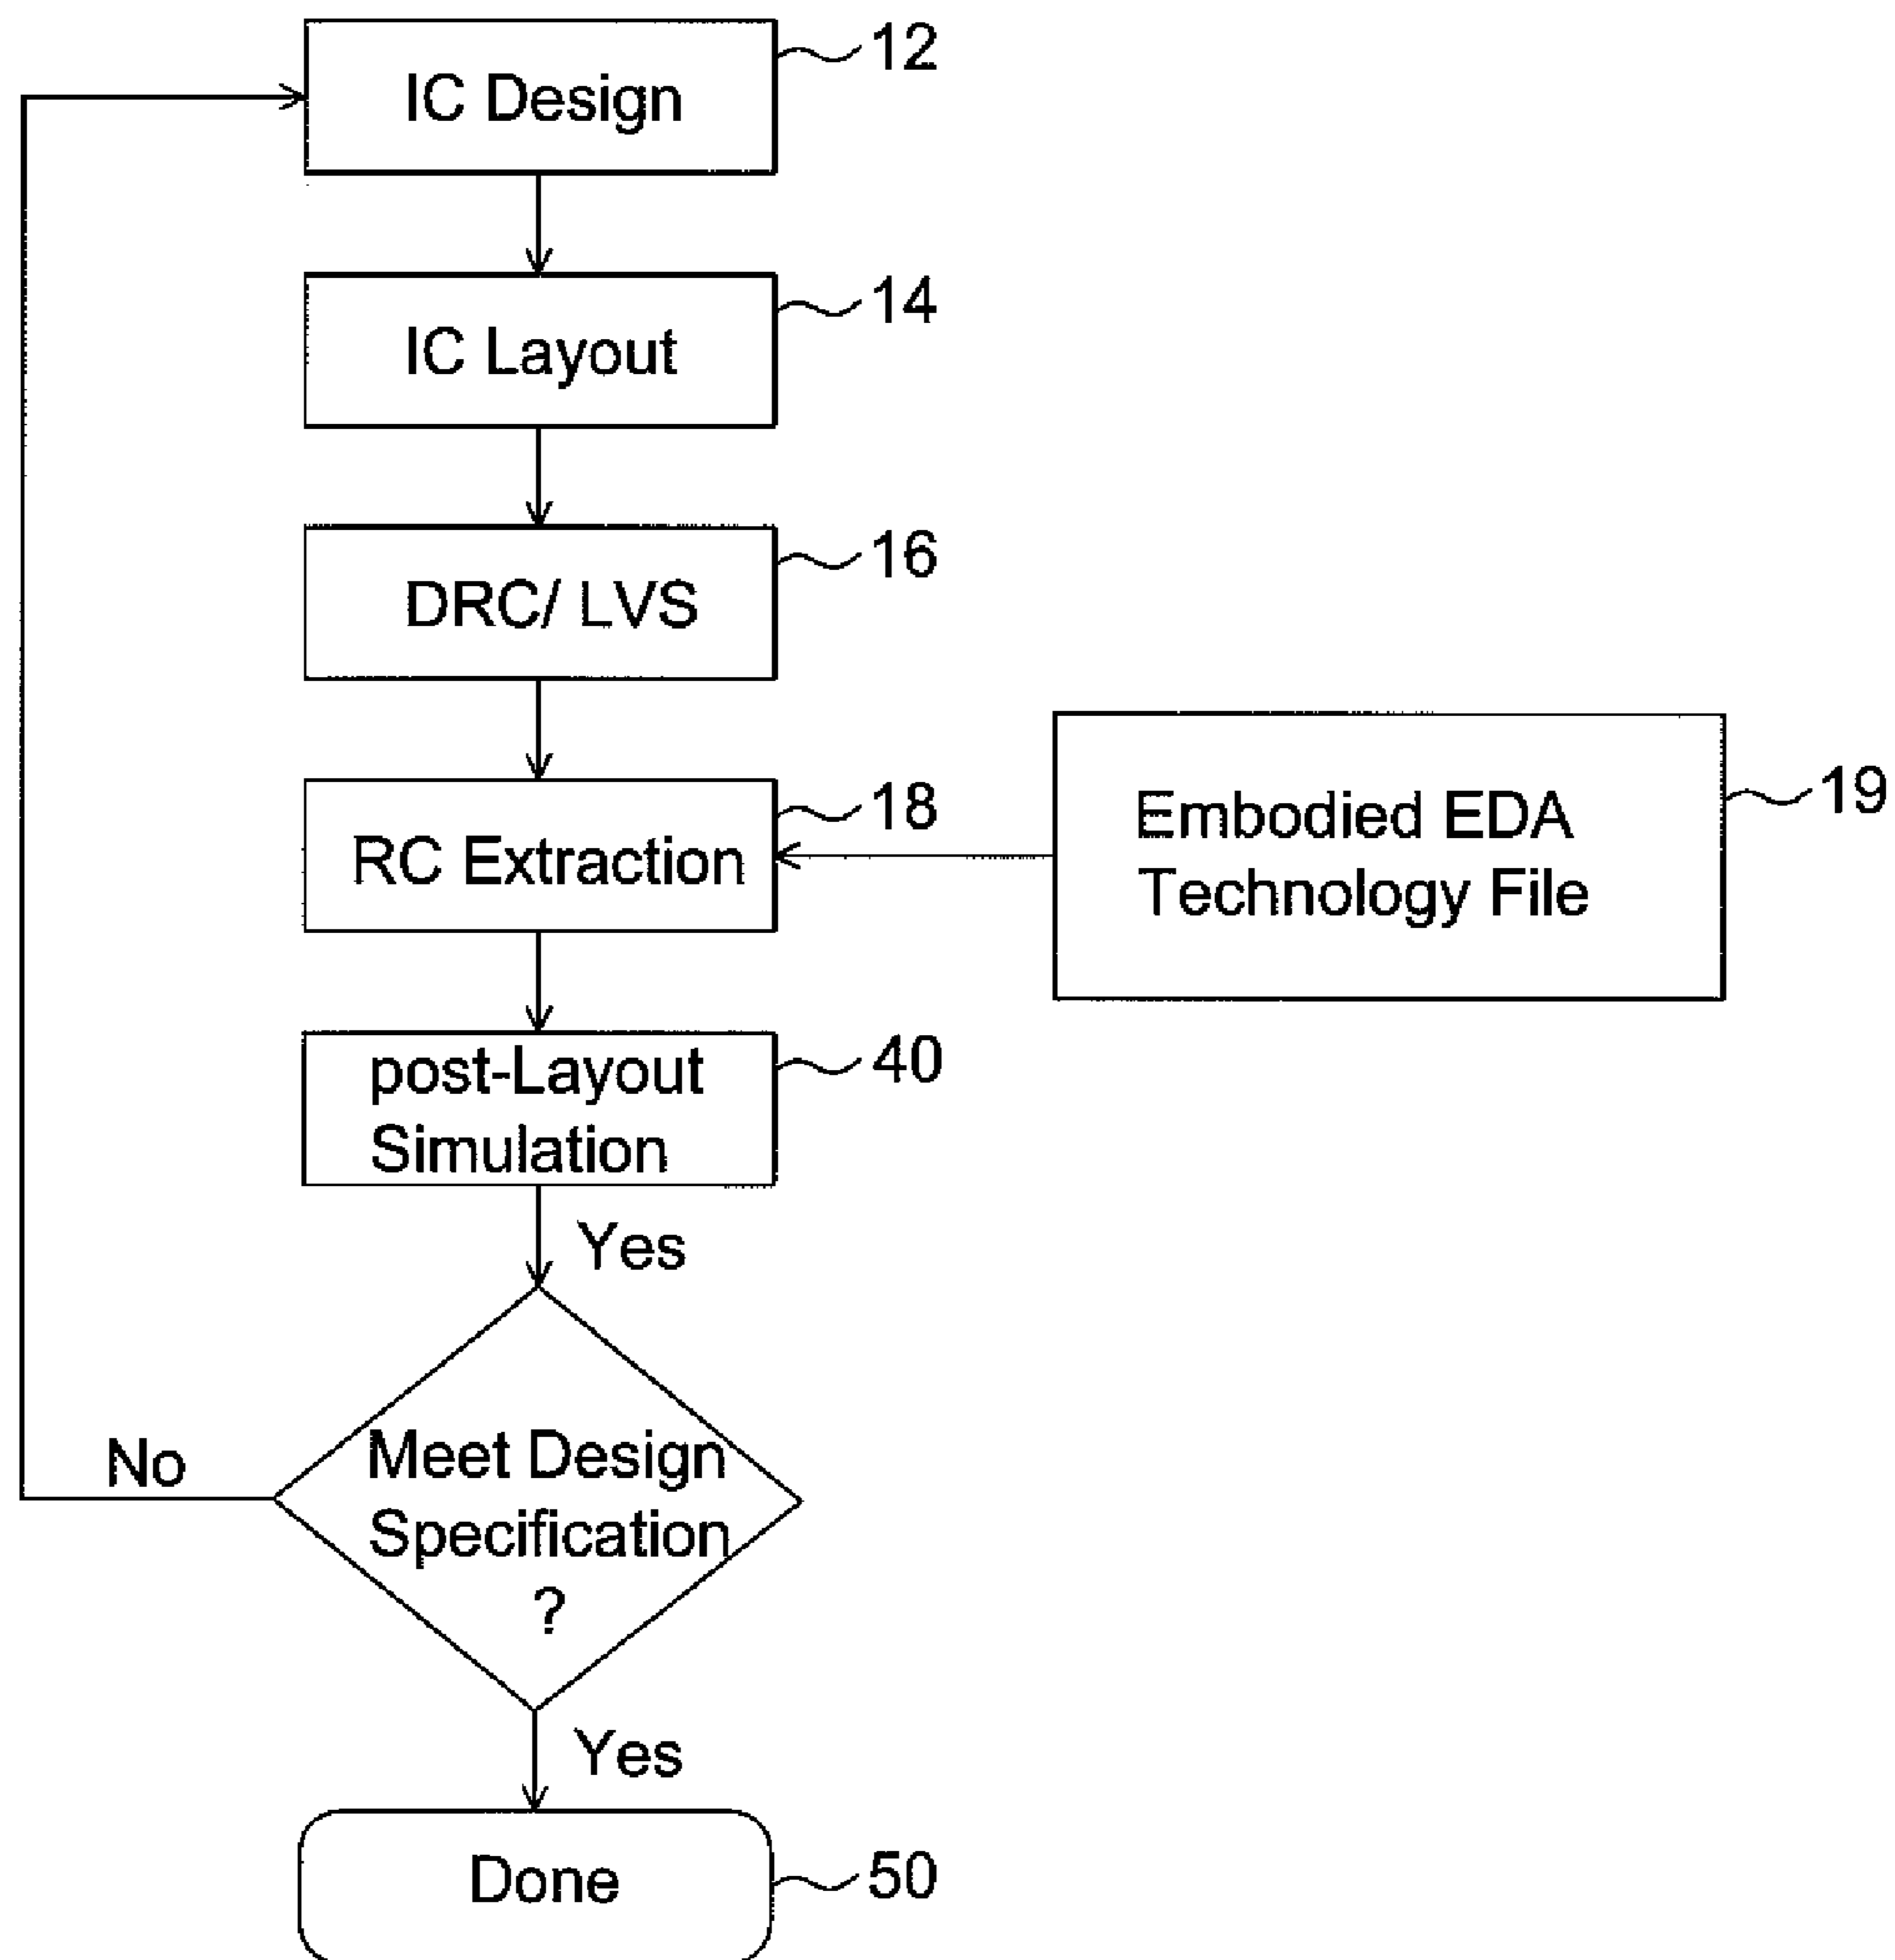 12
IC Design
14
IC Layout
16
DRC/ LVS
18
RC Extraction
19
Embodied EDA
Technology File
40
post-Layout
Simulation
Yes
No
Meet Design
Specification
?
Yes
Done
50